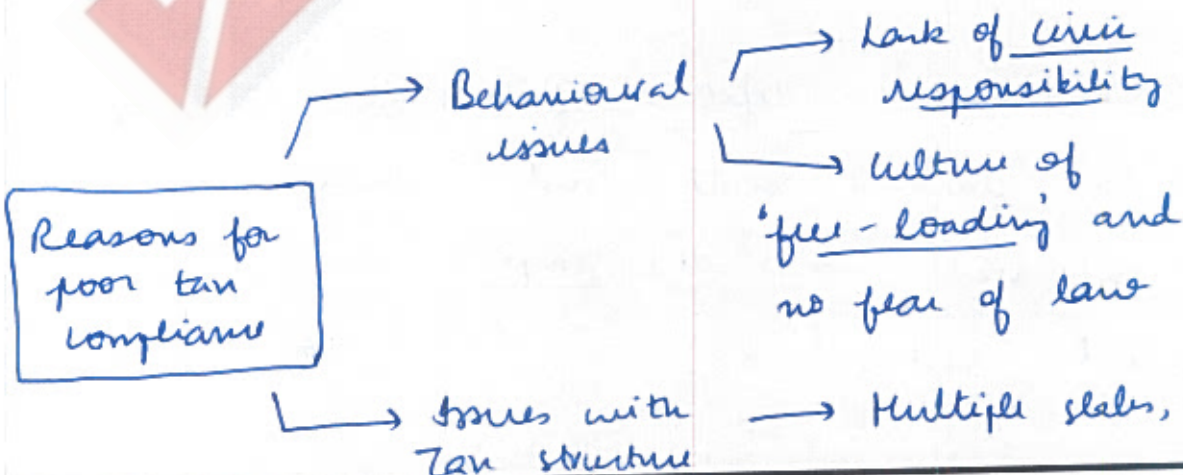 Reasons for
poor tax
compliance
Behavioural
issues
Lack of civic
responsibility
Culture of
'free-loading' and
no fear of law
Issues with
Tax structure
Multiple slabs,